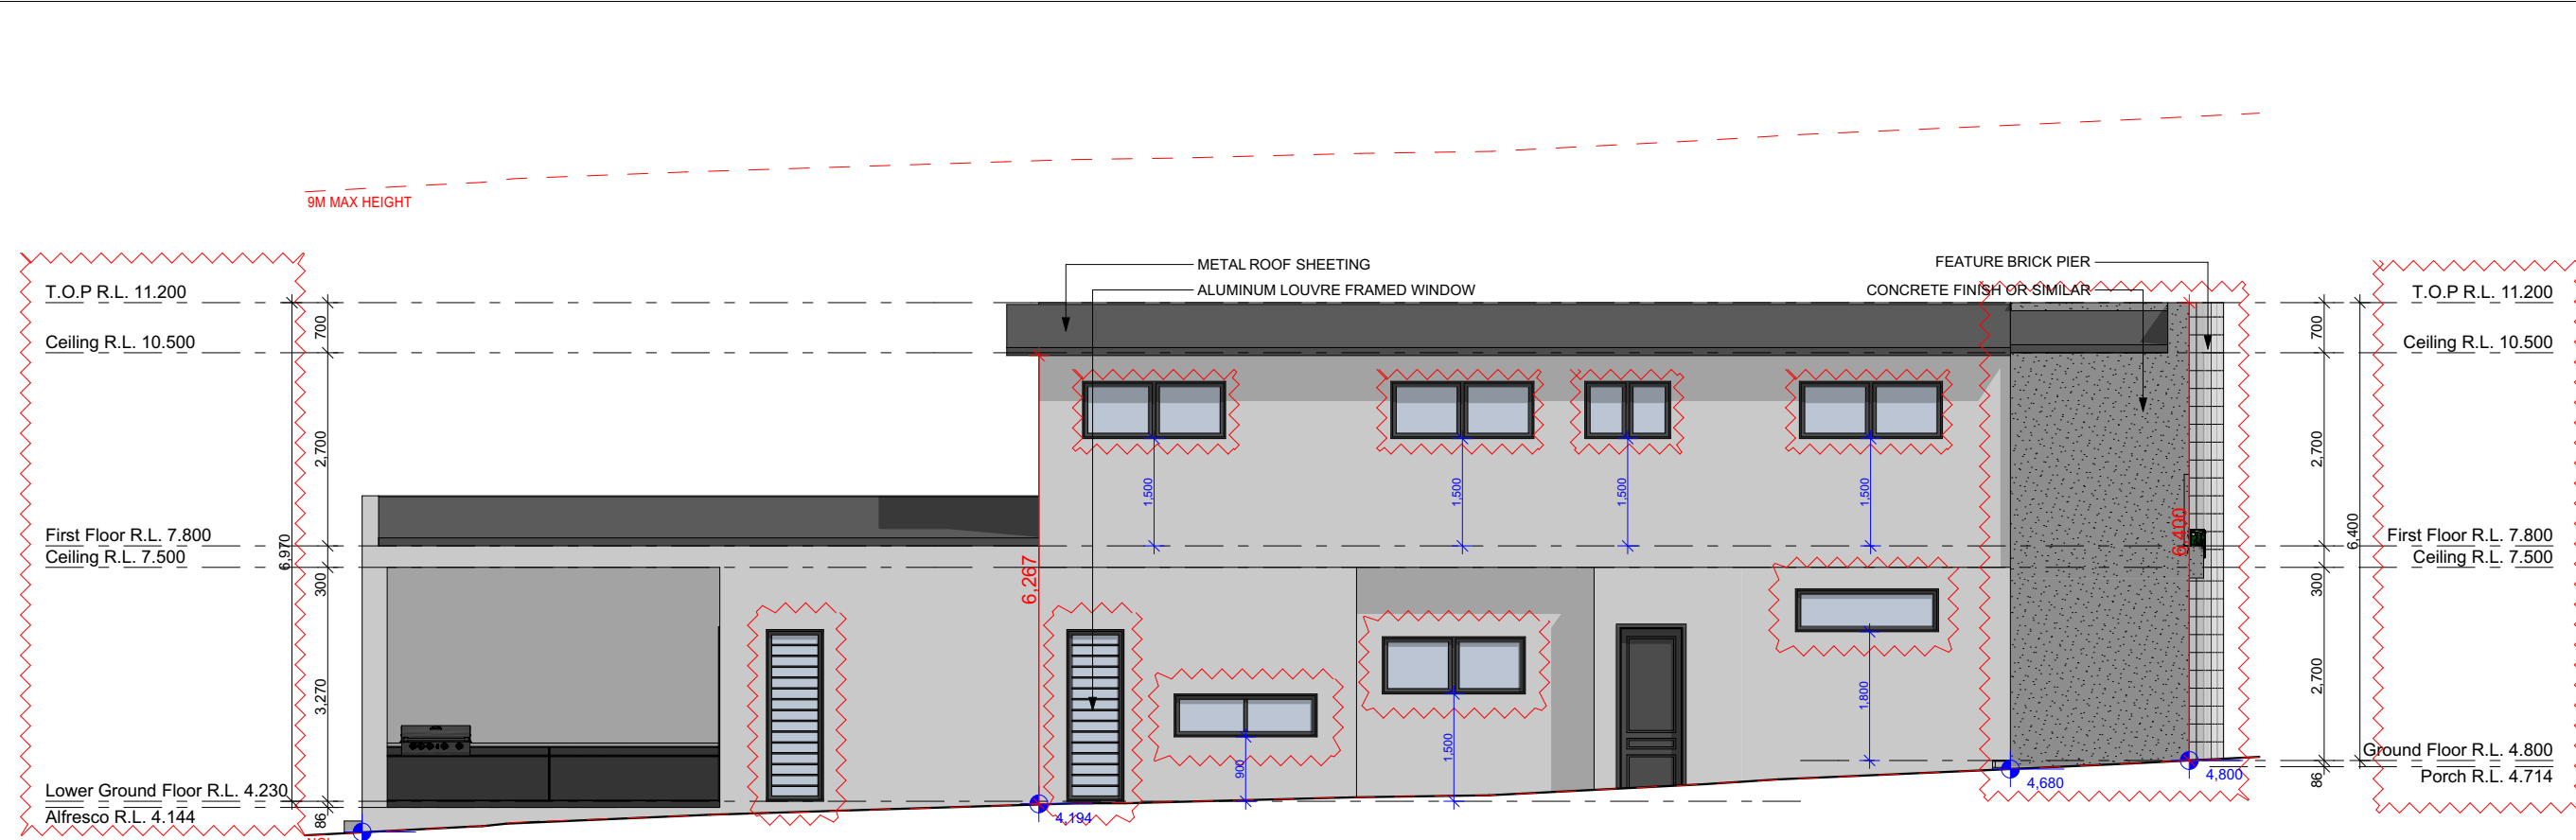 9M MAX HEIGHT
METAL ROOF SHEETING
ALUMINUM LOUVRE FRAMED WINDOW
FEATURE BRICK PIER
CONCRETE FINISH OR SIMILAR
T.O.P R.L. 11.200
Ceiling R.L. 10.500
First Floor R.L. 7.800
Ceiling R.L. 7.500
Lower Ground Floor R.L. 4.230
Alfresco R.L. 4.144
6,970
700
2,700
300
3,270
86
6,267
1,500
1,500
1,500
1,500
900
1,500
1,800
4,194
4,680
4,800
6,400
700
2,700
300
2,700
86
6,400
T.O.P R.L. 11.200
Ceiling R.L. 10.500
First Floor R.L. 7.800
Ceiling R.L. 7.500
Ground Floor R.L. 4.800
Porch R.L. 4.714